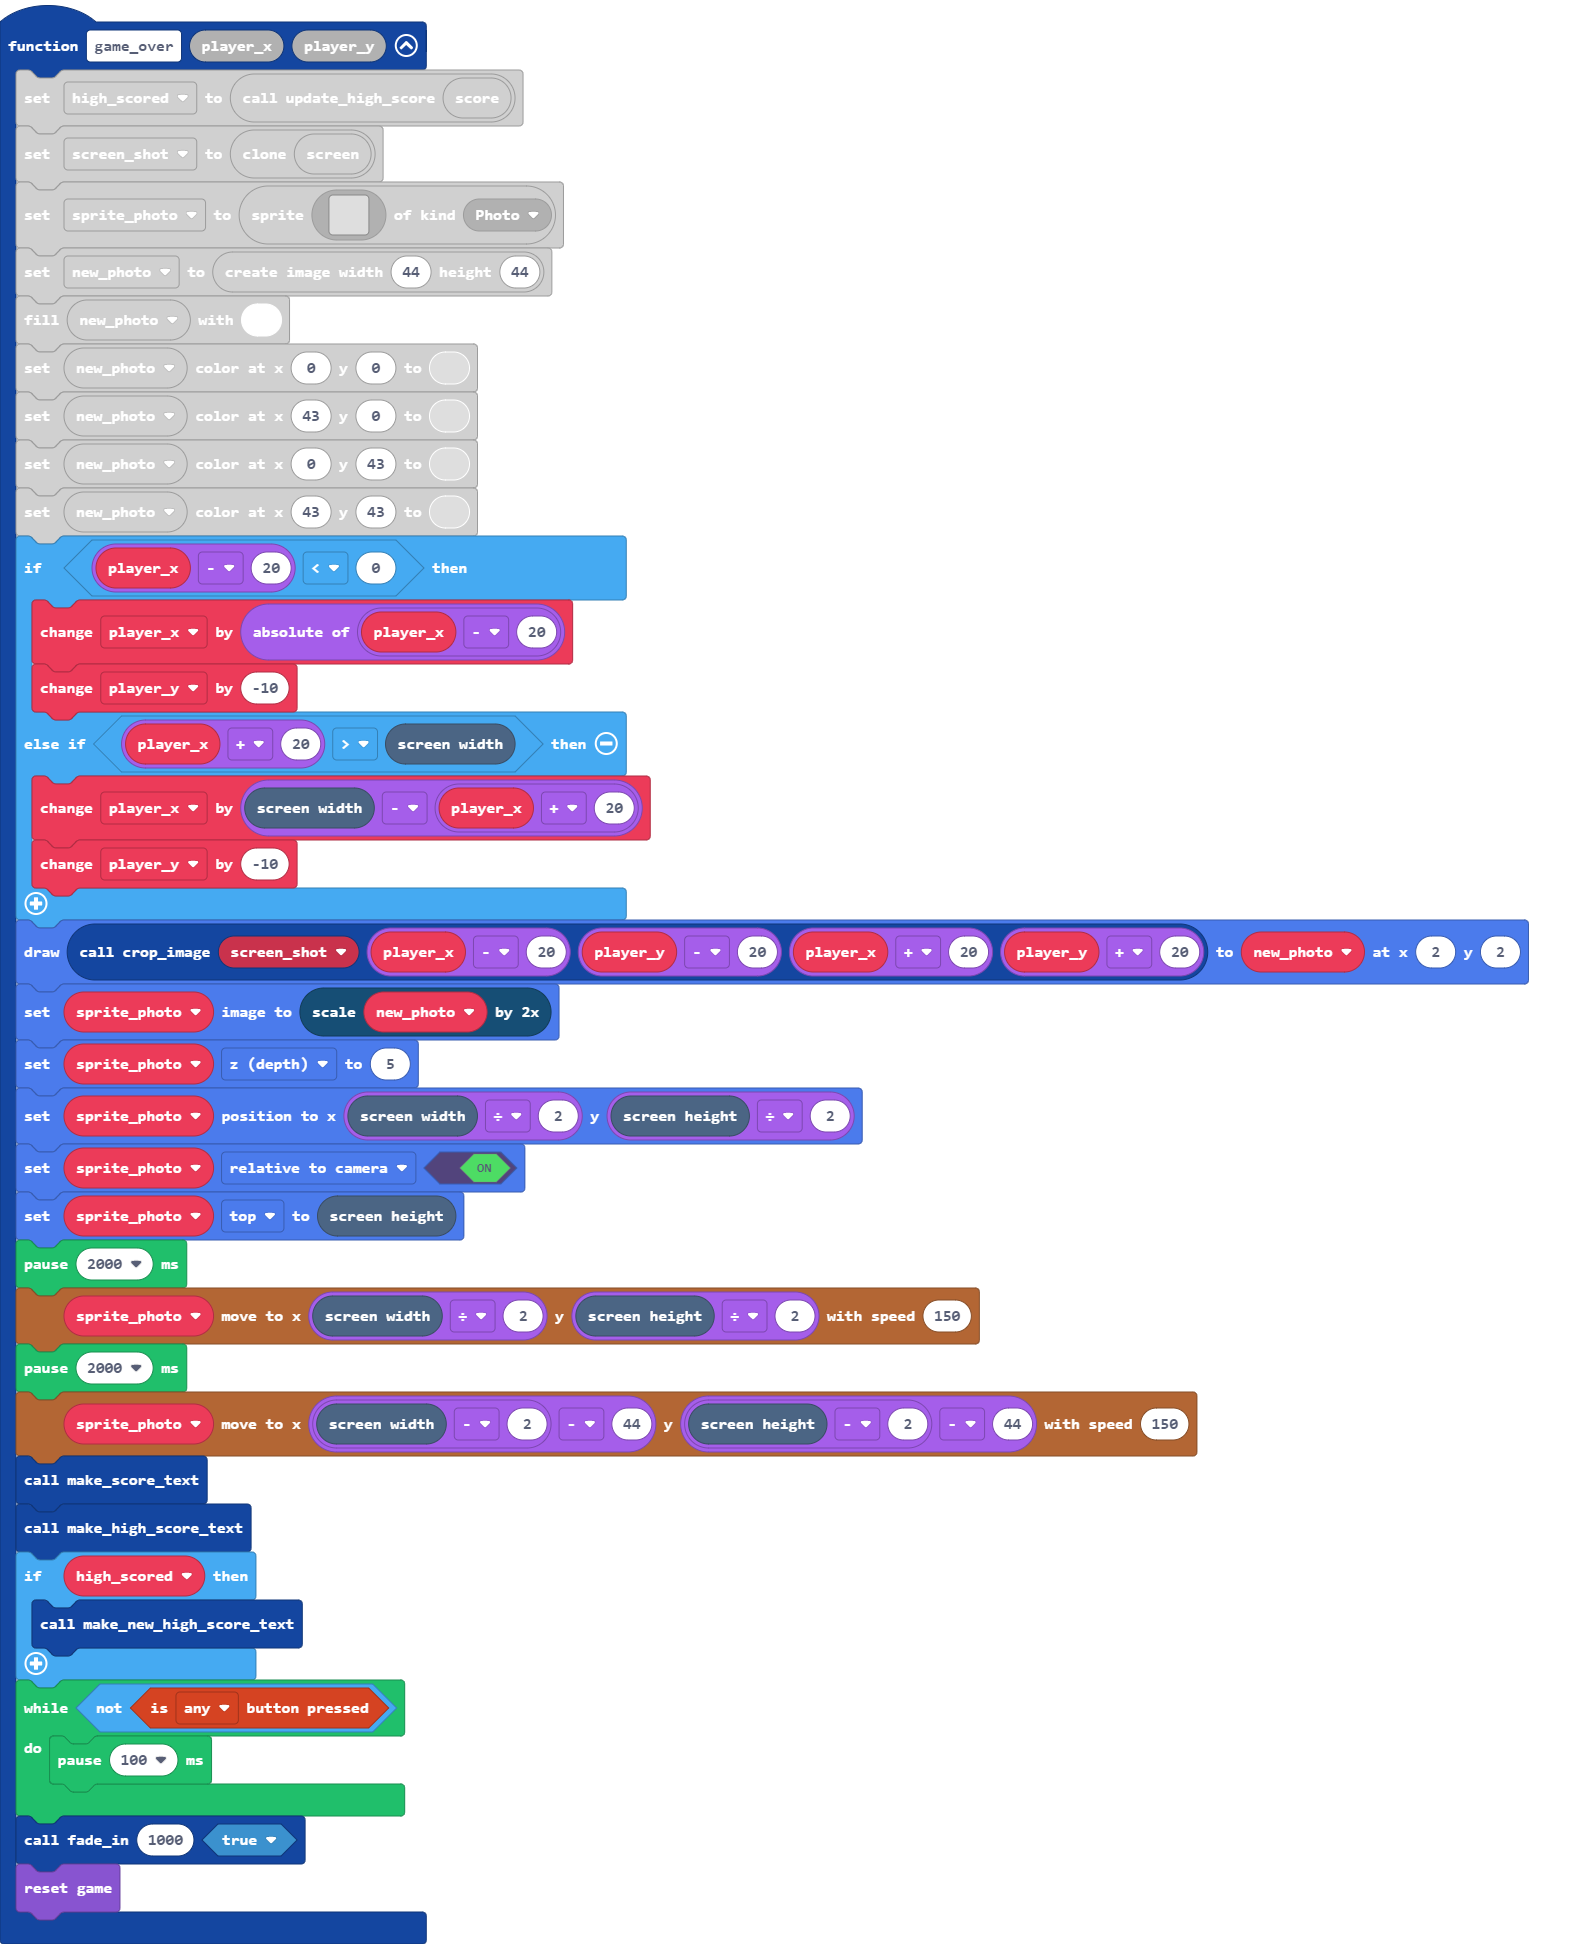 function game_over player_x player_y
set high_scored to call update_high_score score
set screen_shot to clone screen
set sprite_photo to sprite of kind Photo
set new_photo to create image width 44 height 44
fill new_photo with
set new_photo color at x 0 y 0 to
set new_photo color at x 43 y 0 to
set new_photo color at x 0 y 43 to
set new_photo color at x 43 y 43 to
if player_x - 20 < 0 then
change player_x by absolute of player_x - 20
change player_y by -10
else if player_x + 20 > screen width then
change player_x by screen width - player_x + 20
change player_y by -10
draw call crop_image screen_shot player_x - 20 player_y - 20 player_x + 20 player_y + 20 to new_photo at x 2 y 2
set sprite_photo image to scale new_photo by 2x
set sprite_photo z (depth) to 5
set sprite_photo position to x screen width ÷ 2 y screen height ÷ 2
set sprite_photo relative to camera ON
set sprite_photo top to screen height
pause 2000 ms
sprite_photo move to x screen width ÷ 2 y screen height ÷ 2 with speed 150
pause 2000 ms
sprite_photo move to x screen width - 2 - 44 y screen height - 2 - 44 with speed 150
call make_score_text
call make_high_score_text
if high_scored then
call make_new_high_score_text
while not is any button pressed
do pause 100 ms
call fade_in 1000 true
reset game